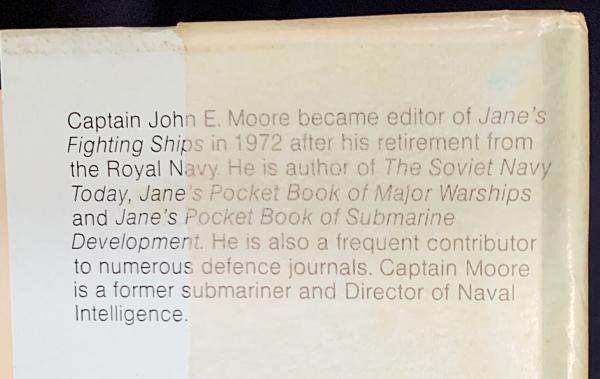 Captain John E. Moore became editor of Jane's
Fighting Ships in 1972 after his retirement from
the Royal Navy. He is author of The Soviet Navy
Today, Jane's Pocket Book of Major Warships
and Jane's Pocket Book of Submarine
Development. He is also a frequent contributor
to numerous defence journals. Captain Moore
is a former submariner and Director of Naval
Intelligence.